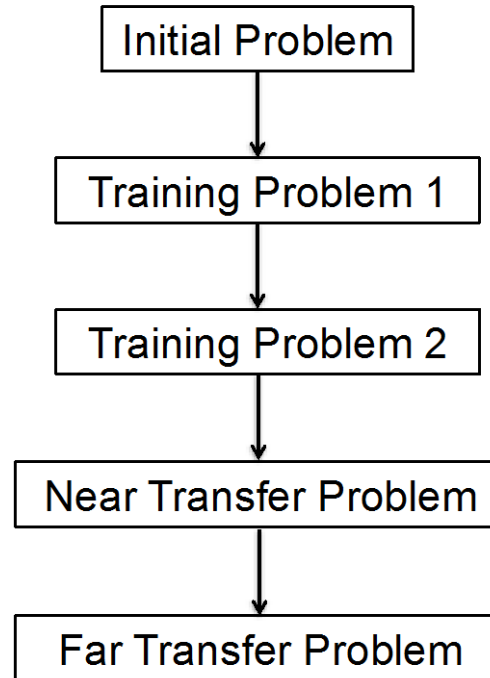 Initial Problem
Training Problem 1
Training Problem 2
Near Transfer Problem
Far Transfer Problem